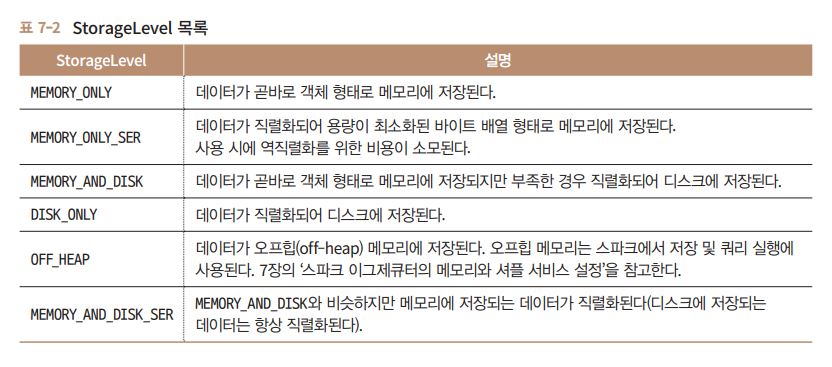 표 7-2 StorageLevel 목록
StorageLevel 설명
MEMORY_ONLY 데이터가 곧바로 객체 형태로 메모리에 저장된다.
MEMORY_ONLY_SER 데이터가 직렬화되어 용량이 최소화된 바이트 배열 형태로 메모리에 저장된다.
사용 시에 역직렬화를 위한 비용이 소모된다.
MEMORY_AND_DISK 데이터가 곧바로 객체 형태로 메모리에 저장되지만 부족한 경우 직렬화되어 디스크에 저장된다.
DISK_ONLY 데이터가 직렬화되어 디스크에 저장된다.
OFF_HEAP 데이터가 오프힙(off-heap) 메모리에 저장된다. 오프힙 메모리는 스파크에서 저장 및 쿼리 실행에
사용된다. 7장의 ‘스파크 이그제큐터의 메모리와 셔플 서비스 설정’을 참고한다.
MEMORY_AND_DISK_SER MEMORY_AND_DISK와 비슷하지만 메모리에 저장되는 데이터가 직렬화된다(디스크에 저장되는
데이터는 항상 직렬화된다).